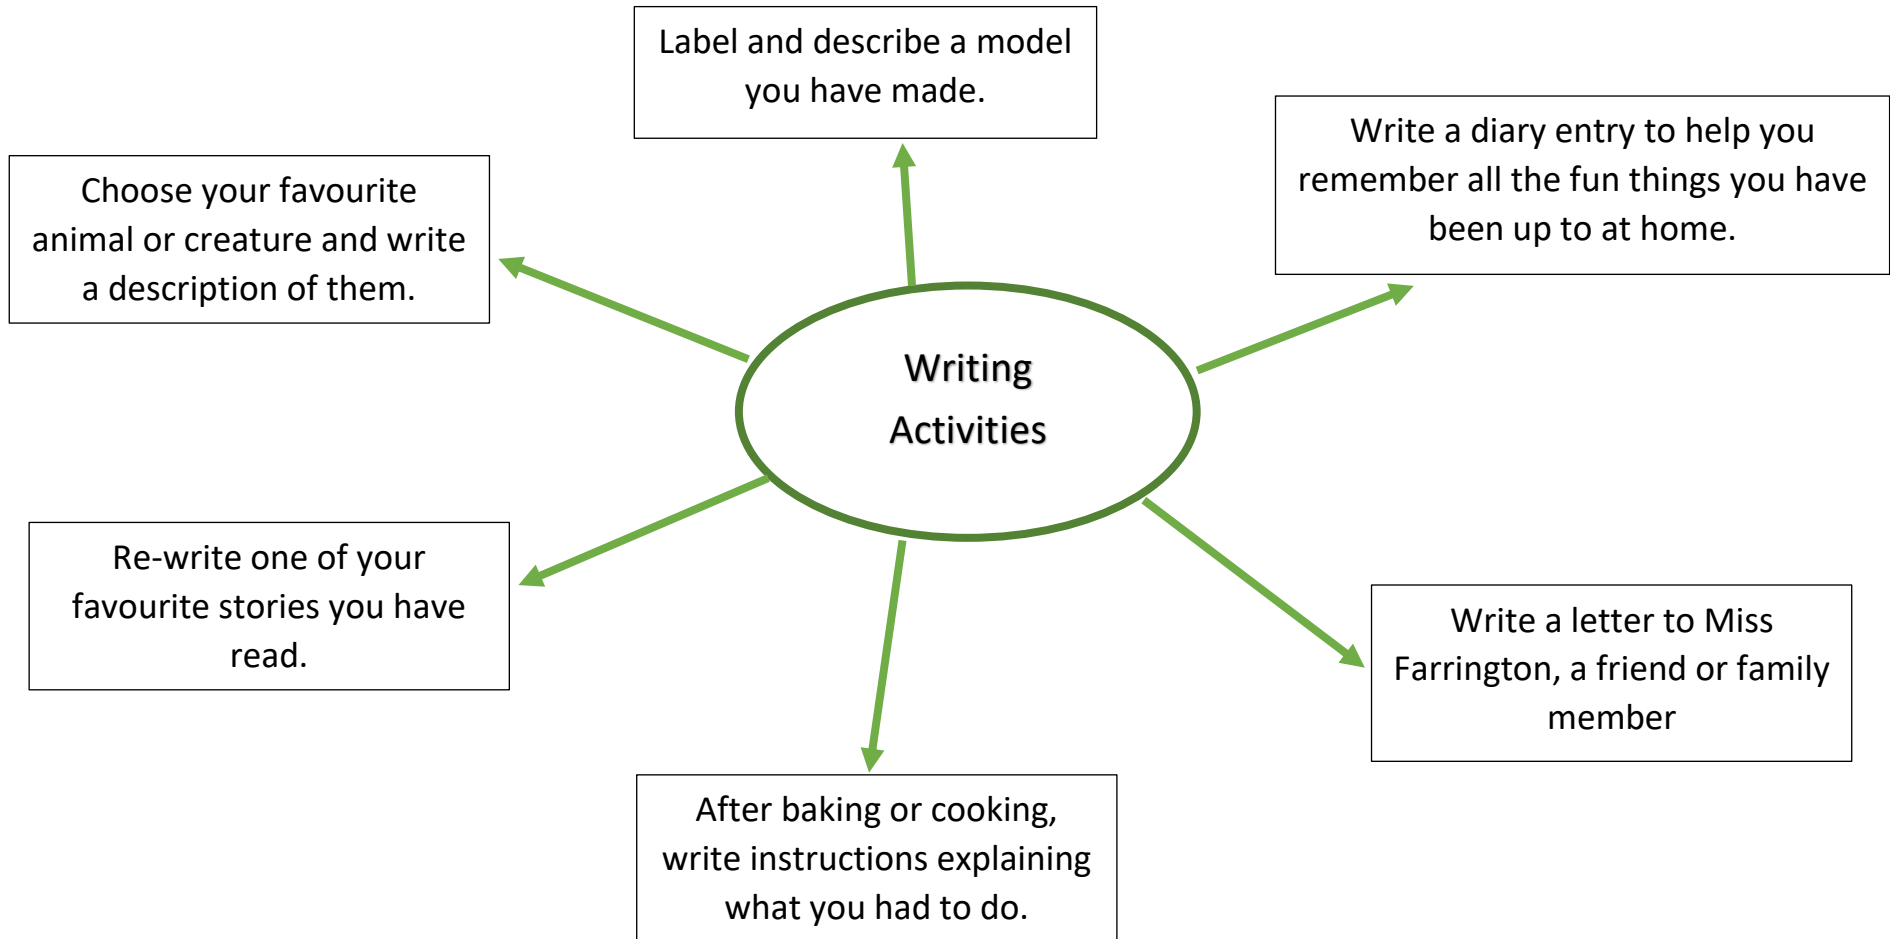 Label and describe a model
you have made.
Write a diary entry to help you
remember all the fun things you have
been up to at home.
Choose your favourite
animal or creature and write
a description of them.
Writing
Activities
Re-write one of your
favourite stories you have
read.
Write a letter to Miss
Farrington, a friend or family
member
After baking or cooking,
write instructions explaining
what you had to do.